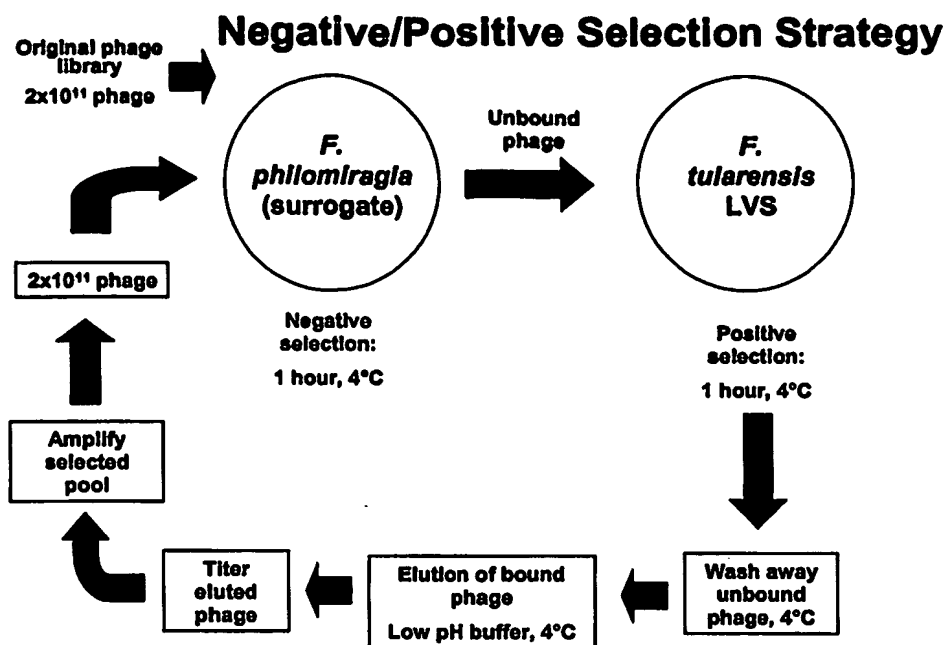 Negative/Positive Selection Strategy
Original phage
library
2x10¹¹ phage
F.
philomiragia
(surrogate)
Unbound
phage
F.
tularensis
LVS
2x10¹¹ phage
Negative
selection:
1 hour, 4°C
Positive
selection:
1 hour, 4°C
Amplify
selected
pool
Titer
eluted
phage
Elution of bound
phage
Low pH buffer, 4°C
Wash away
unbound
phage, 4°C